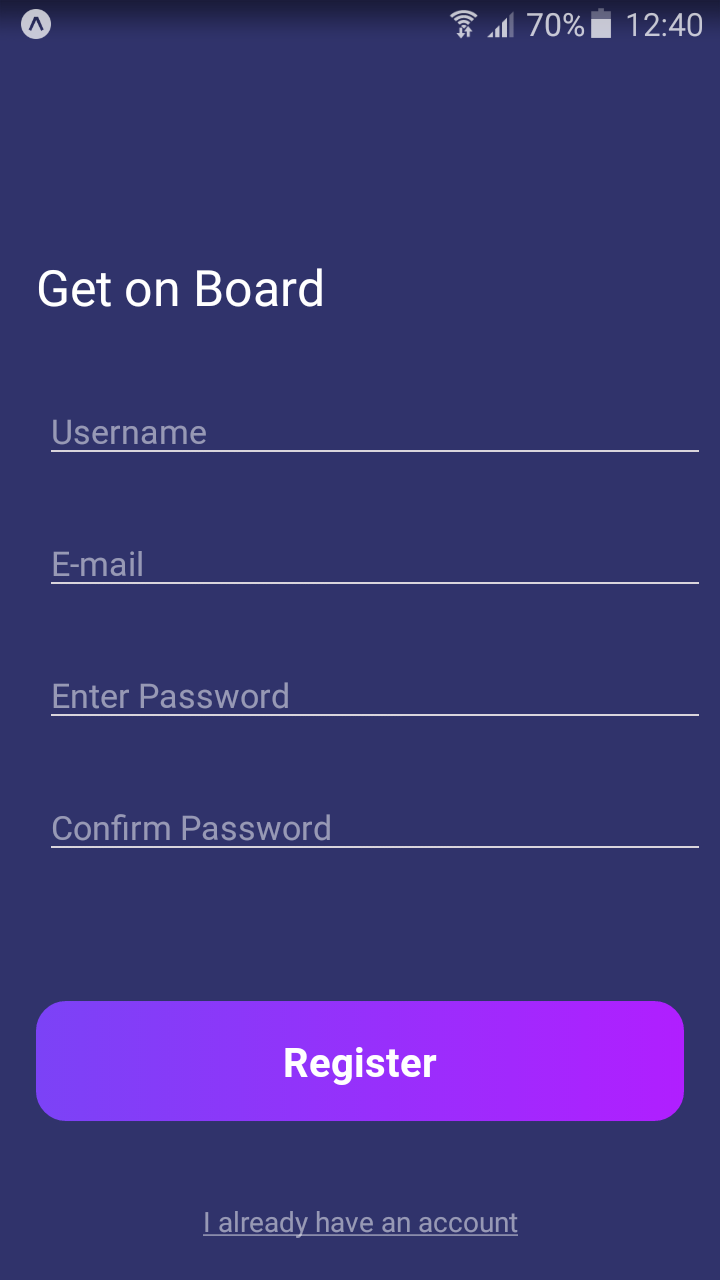 70% 12:40
Get on Board
Username
E-mail
Enter Password
Confirm Password
Register
I already have an account